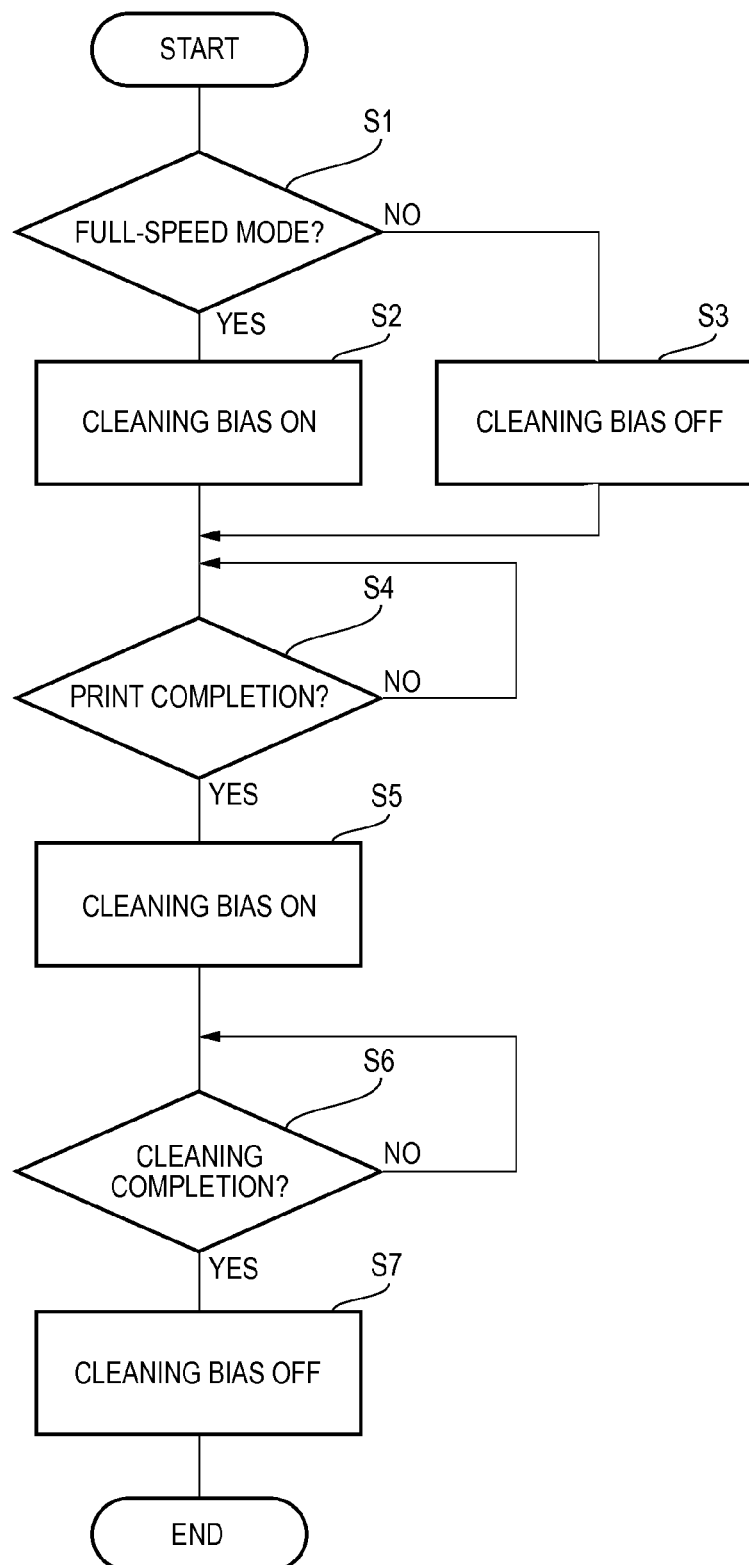 START
S1
FULL-SPEED MODE?
NO
YES
S2
S3
CLEANING BIAS ON
CLEANING BIAS OFF
S4
PRINT COMPLETION?
NO
YES
S5
CLEANING BIAS ON
S6
CLEANING
COMPLETION?
NO
YES
S7
CLEANING BIAS OFF
END